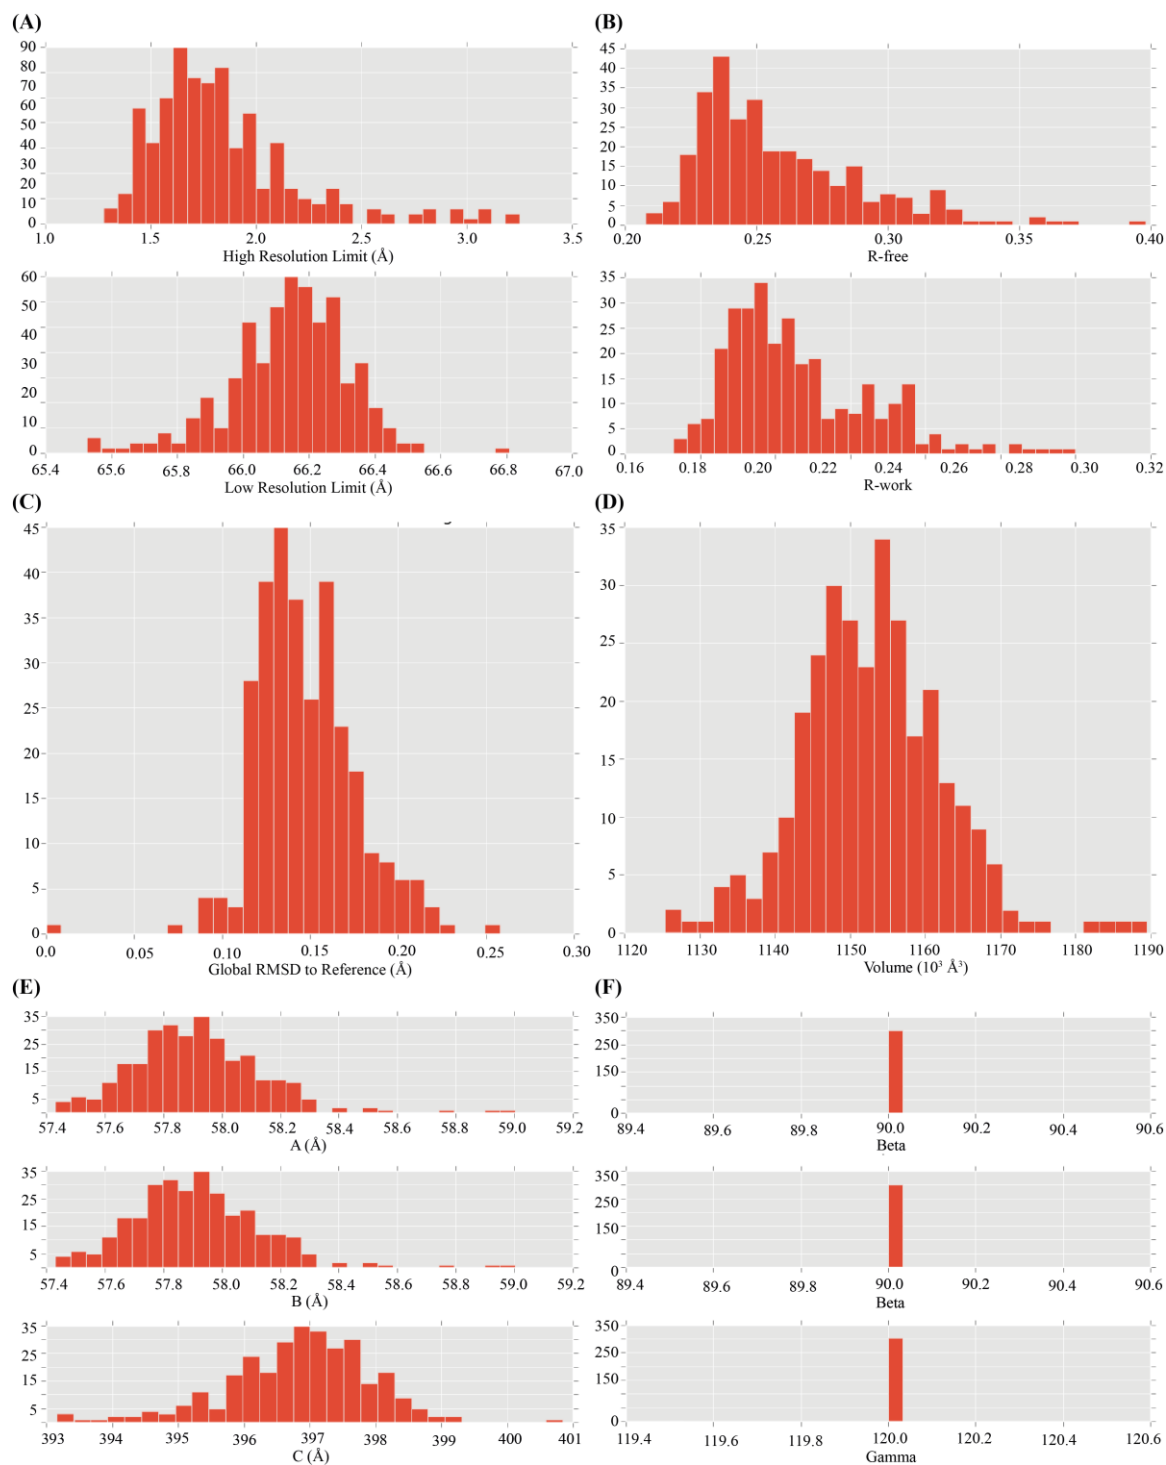 (A)
90
80
70
60
50
40
30
20
10
0
1.0 1.5 2.0 2.5 3.0 3.5
High Resolution Limit (Å)
60
50
40
30
20
10
0
65.4 65.6 65.8 66.0 66.2 66.4 66.6 66.8 67.0
Low Resolution Limit (Å)
(B)
45
40
35
30
25
20
15
10
5
0
0.20 0.25 0.30 0.35 0.40
R-free
35
30
25
20
15
10
5
0
0.16 0.18 0.20 0.22 0.24 0.26 0.28 0.30 0.32
R-work
(C)
45
40
35
30
25
20
15
10
5
0
0.0 0.05 0.10 0.15 0.20 0.25 0.30
Global RMSD to Reference (Å)
(D)
35
30
25
20
15
10
5
0
1120 1130 1140 1150 1160 1170 1180 1190
Volume (10³ Å³)
(E)
35
25
15
5
57.4 57.6 57.8 58.0 58.2 58.4 58.6 58.8 59.0 59.2
A (Å)
35
25
15
5
57.4 57.6 57.8 58.0 58.2 58.4 58.6 58.8 59.0 59.2
B (Å)
35
25
15
5
393 394 395 396 397 398 399 400 401
C (Å)
(F)
350
250
150
0
89.4 89.6 89.8 90.0 90.2 90.4 90.6
Beta
350
250
150
0
89.4 89.6 89.8 90.0 90.2 90.4 90.6
Beta
350
250
150
0
119.4 119.6 119.8 120.0 120.2 120.4 120.6
Gamma